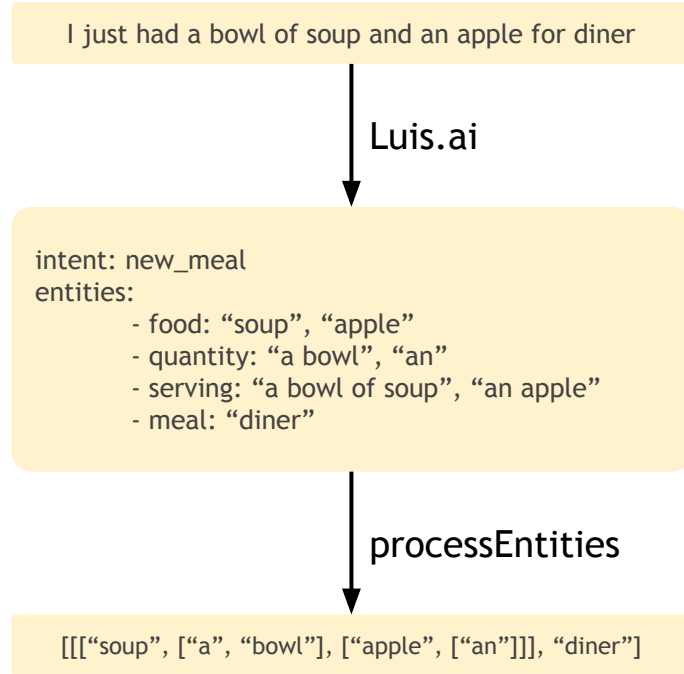 I just had a bowl of soup and an apple for diner
Luis.ai
intent: new_meal
entities:
- food: “soup”, “apple”
- quantity: “a bowl”, “an”
- serving: “a bowl of soup”, “an apple”
- meal: “diner”
processEntities
[[[“soup”, [“a”, “bowl”], [“apple”, [“an”]]], “diner”]